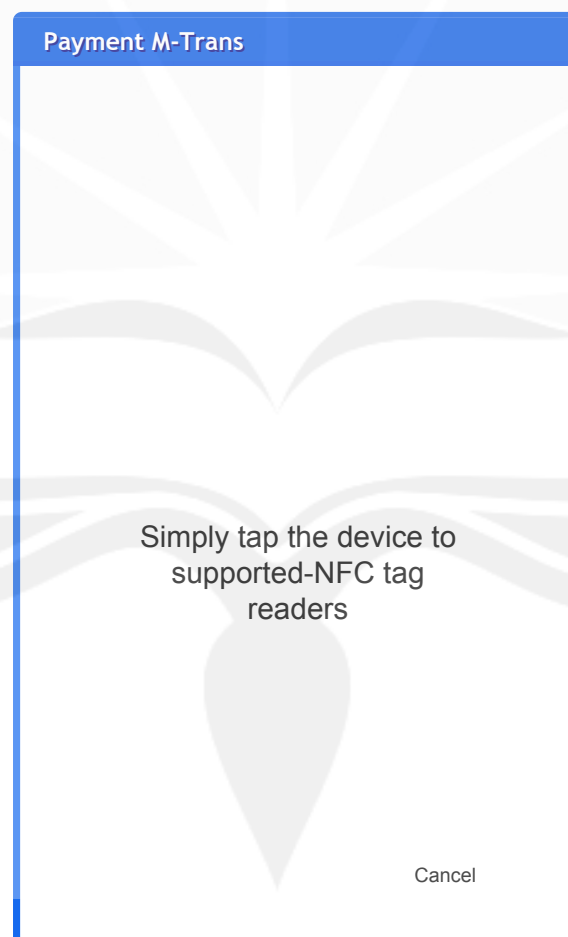 Payment M-Trans
Simply tap the device to
supported-NFC tag
readers
Cancel